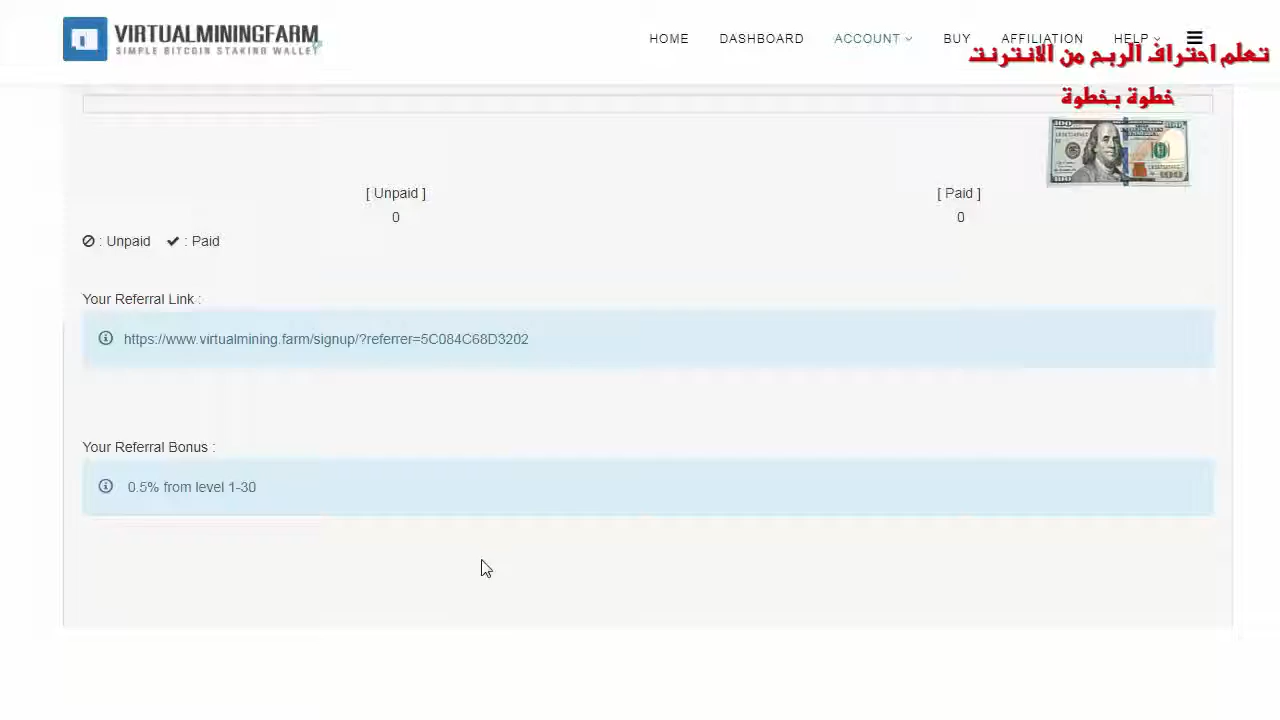 VIRTUALMININGFARM
SIMPLE BITCOIN STAKING WALLET
HOME DASHBOARD ACCOUNT BUY AFFILIATION HELP
تعلم احتراف الربح من الانترنت
خطوة بخطوة
[ Unpaid ] [ Paid ]
0 0
: Unpaid : Paid
Your Referral Link :
https://www.virtualmining.farm/signup/?referrer=5C084C68D3202
Your Referral Bonus :
0.5% from level 1-30